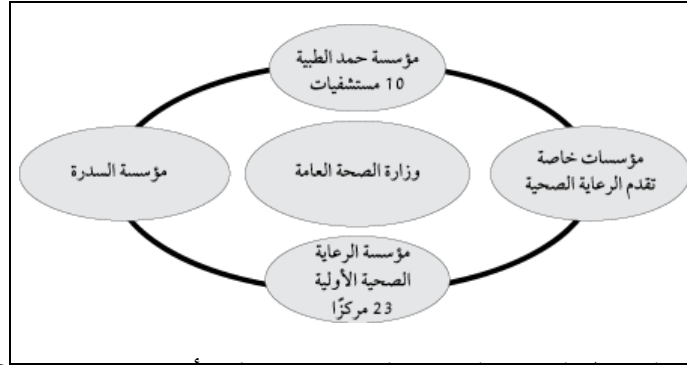 مؤسسة حمد الطبية
10 مستشفيات
مؤسسات خاصة
تقدم الرعاية الصحية
وزارة الصحة العامة
مؤسسة السدرة
مؤسسة الرعاية
الصحية الأولية
23 مركزًا